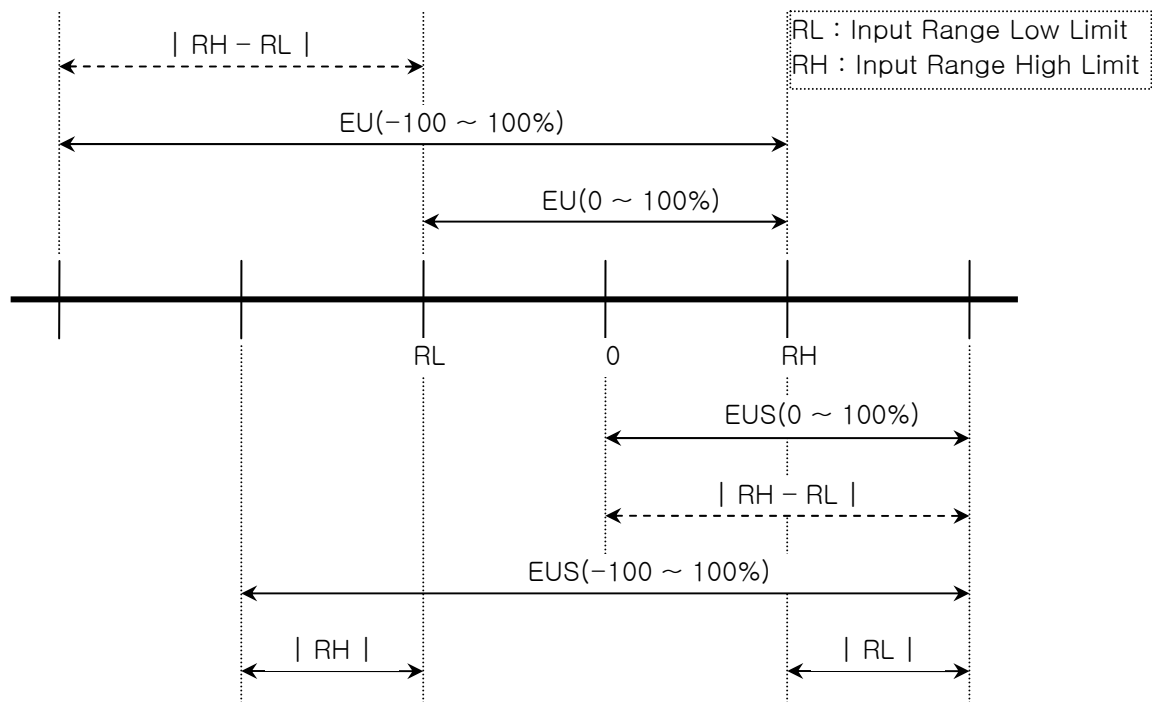 RL : Input Range Low Limit
RH : Input Range High Limit
| RH - RL |
EU(-100 ~ 100%)
EU(0 ~ 100%)
RL 0 RH
EUS(0 ~ 100%)
| RH - RL |
EUS(-100 ~ 100%)
| RH | | RL |